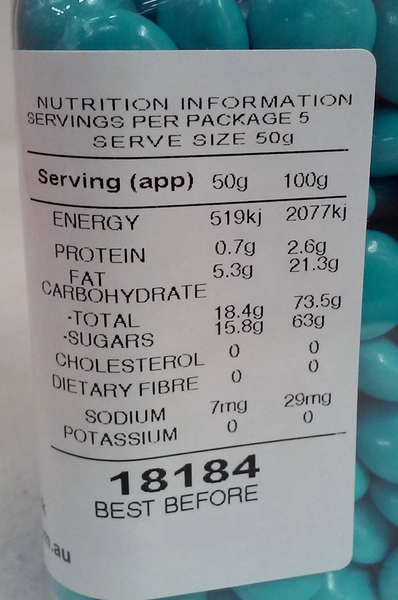 NUTRITION INFORMATION
SERVINGS PER PACKAGE 5
SERVE SIZE 50g
Serving (app) 50g 100g
ENERGY 519kj 2077kj
PROTEIN 0.7g 2.6g
FAT 5.3g 21.3g
CARBOHYDRATE
-TOTAL 18.4g 73.5g
-SUGARS 15.8g 63g
CHOLESTEROL 0 0
DIETARY FIBRE 0 0
SODIUM 7mg 29mg
POTASSIUM 0 0
18184
BEST BEFORE
.au